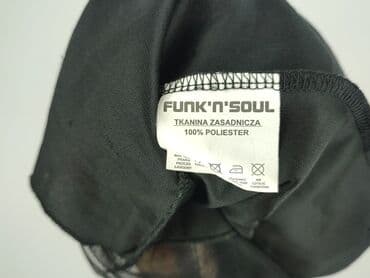 FUNK'N'SOUL
TKANINA ZASADNICZA
100% POLIESTER